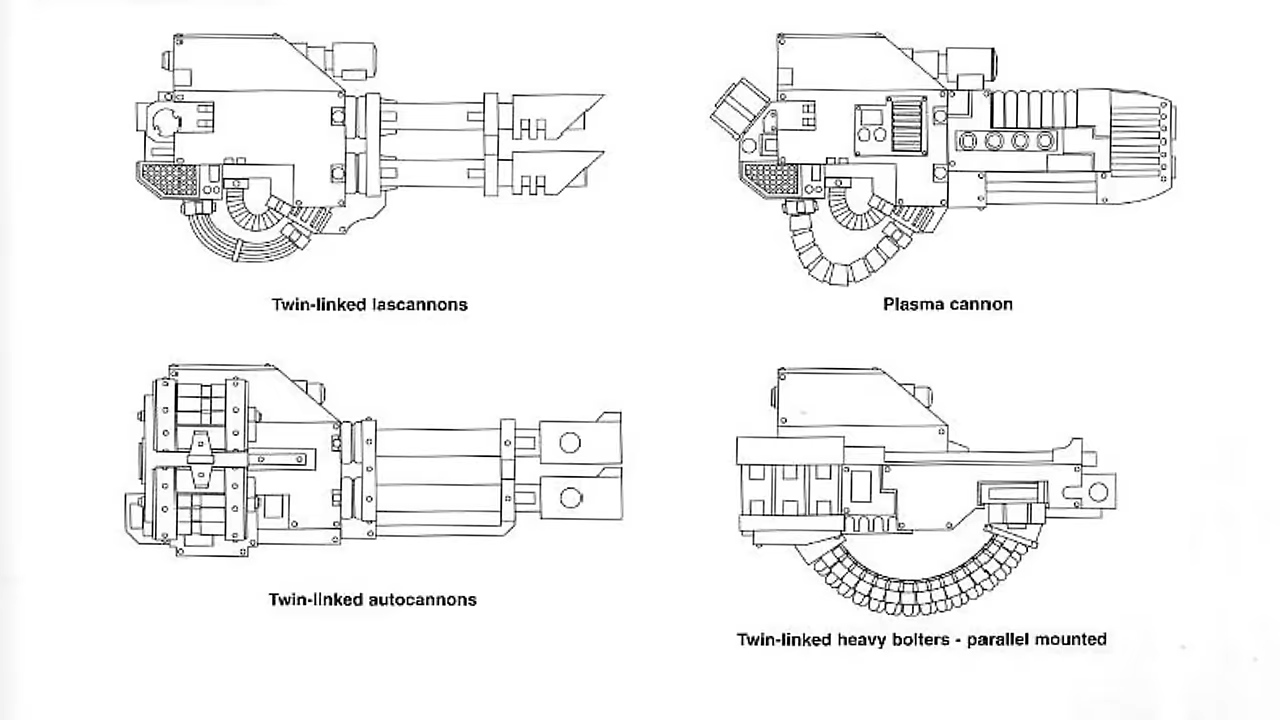 Twin-linked lascannons
Plasma cannon
Twin-linked autocannons
Twin-linked heavy bolters - parallel mounted